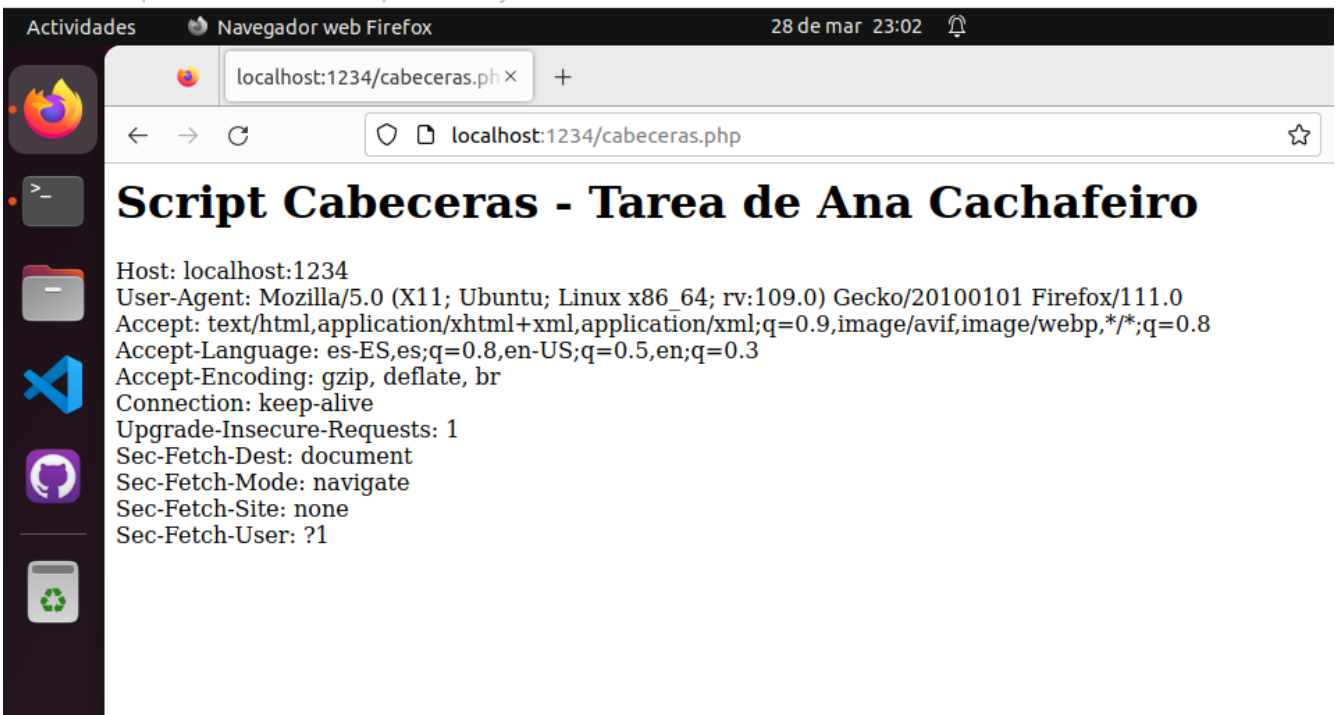 Actividades Navegador web Firefox 28 de mar 23:02
localhost:1234/cabeceras.ph
localhost:1234/cabeceras.php
>_
Script Cabeceras - Tarea de Ana Cachafeiro
Host: localhost:1234
User-Agent: Mozilla/5.0 (X11; Ubuntu; Linux x86_64; rv:109.0) Gecko/20100101 Firefox/111.0
Accept: text/html,application/xhtml+xml,application/xml;q=0.9,image/avif,image/webp,*/*;q=0.8
Accept-Language: es-ES,es;q=0.8,en-US;q=0.5,en;q=0.3
Accept-Encoding: gzip, deflate, br
Connection: keep-alive
Upgrade-Insecure-Requests: 1
Sec-Fetch-Dest: document
Sec-Fetch-Mode: navigate
Sec-Fetch-Site: none
Sec-Fetch-User: ?1